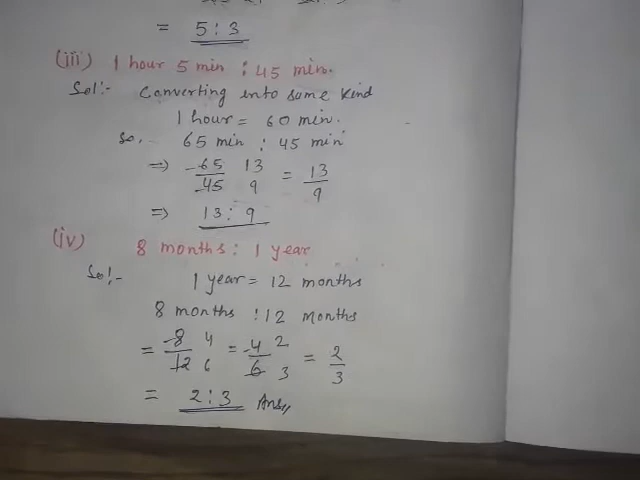 = 5 : 3
(iii) 1 hour 5 min : 45 min.
Sol:- Converting into same kind
1 hour = 60 min.
So, 65 min : 45 min
=> 65/45 13/9 = 13/9
=> 13 : 9
(iv) 8 months : 1 year
Sol:- 1 year = 12 months
8 months : 12 months
= 8/12 4/6 = 4/6 2/3 = 2/3
= 2 : 3 Ans,,